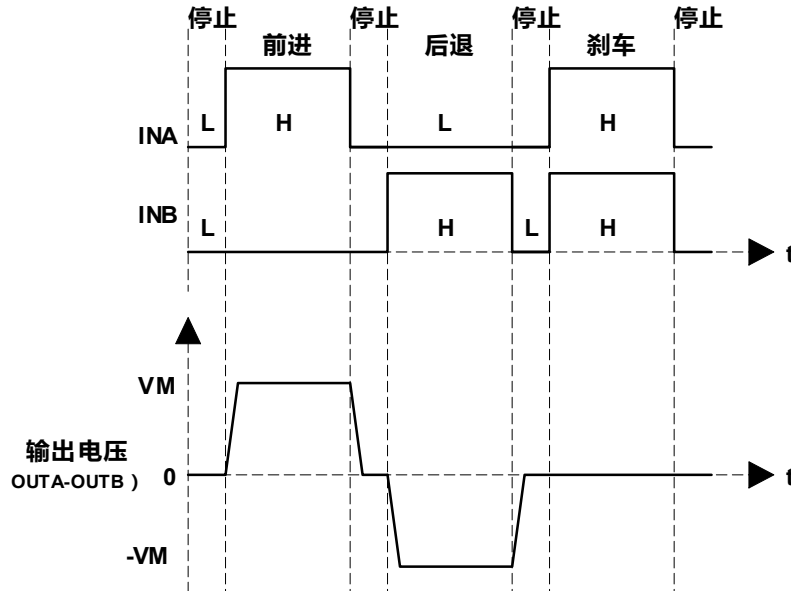 停止 停止 停止 停止
前进 后退 刹车
L H L H
INA
INB
L H L H
t
VM
输出电压
OUTA-OUTB ） 0
t
-VM